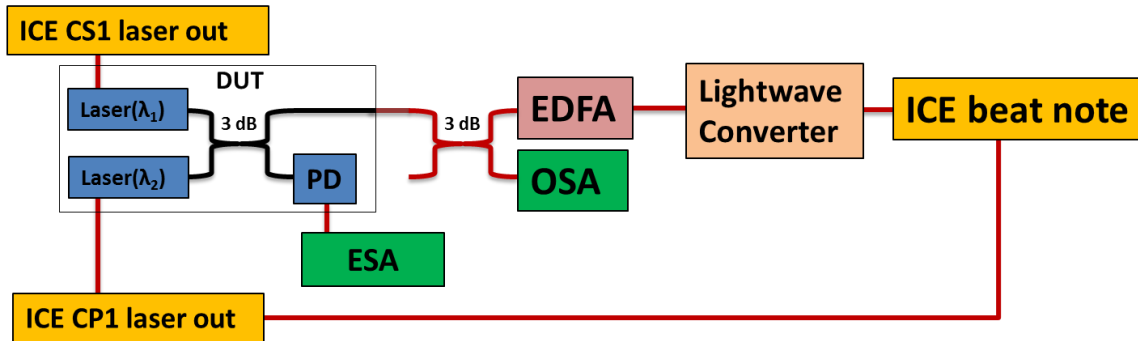 ICE CS1 laser out
DUT
Laser(λ₁)
3 dB
Laser(λ₂)
PD
ESA
3 dB
EDFA
OSA
Lightwave
Converter
ICE beat note
ICE CP1 laser out